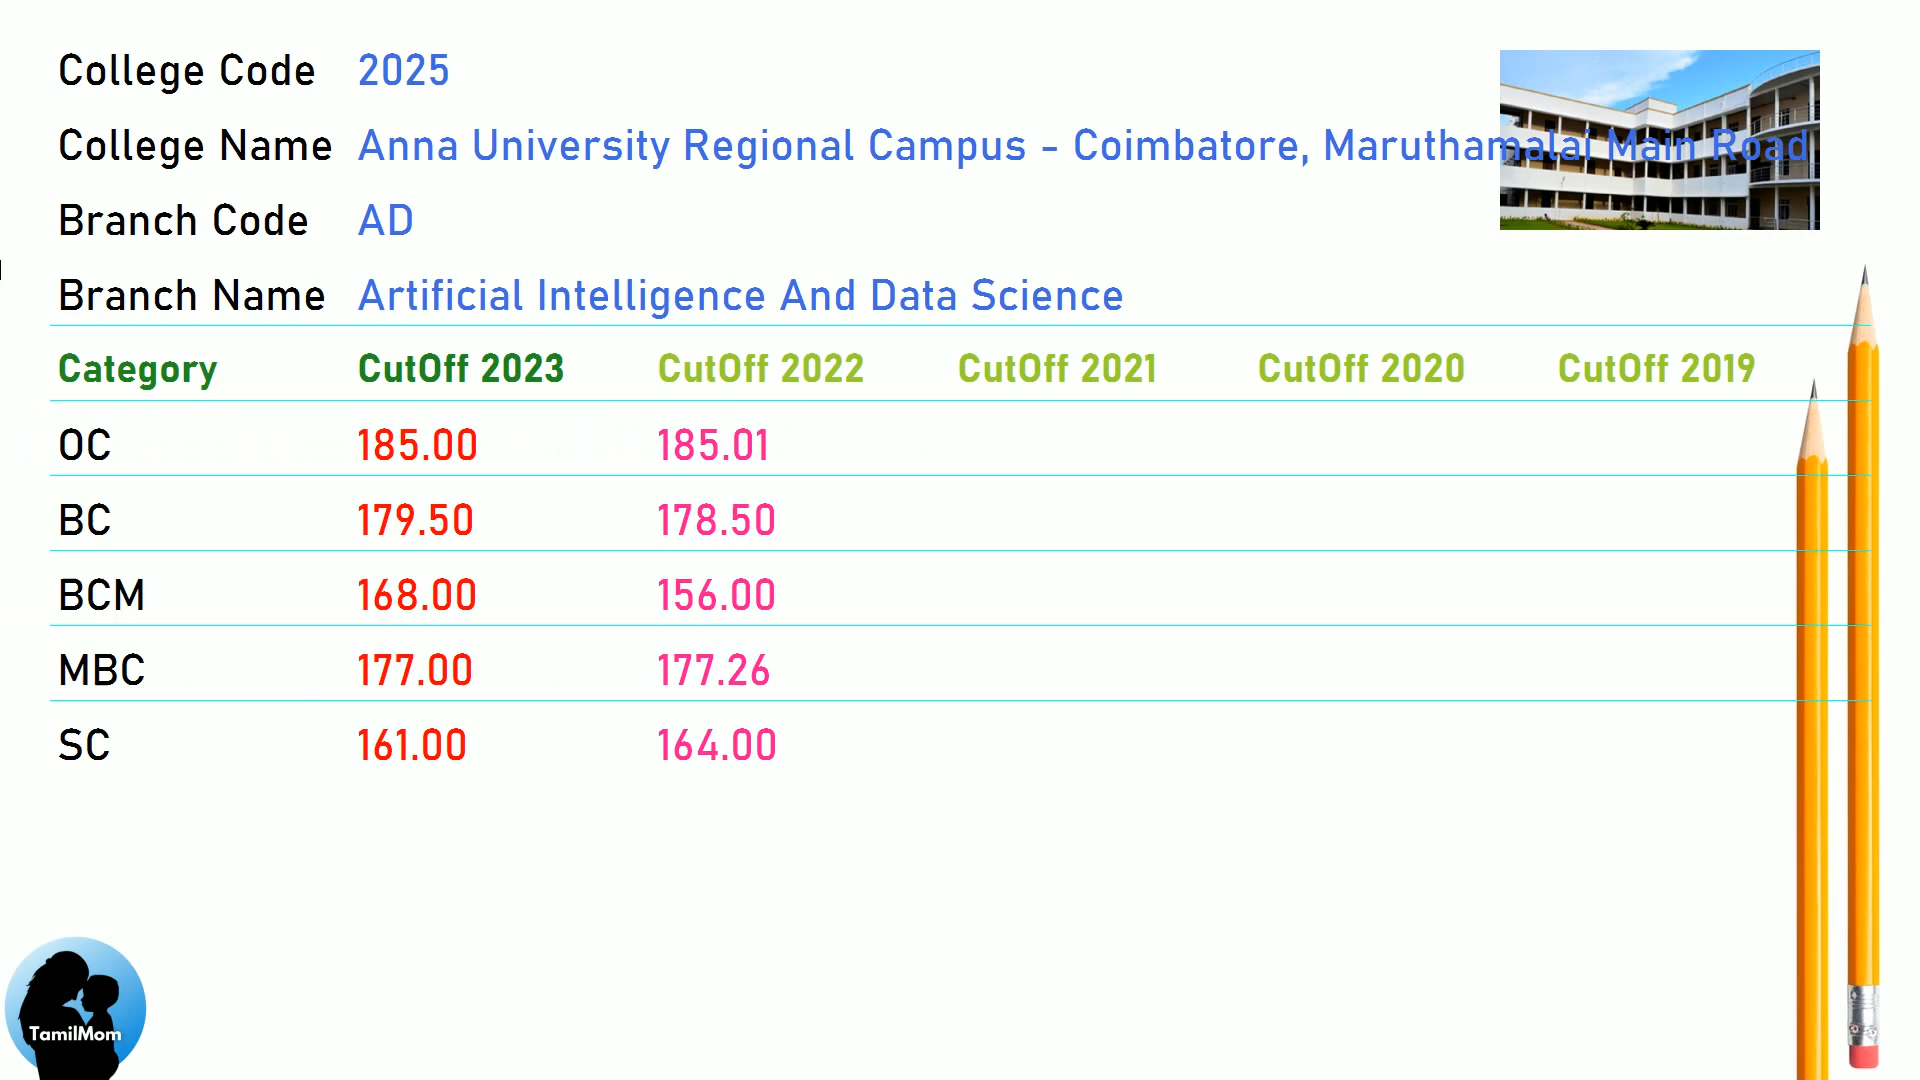 College Code 2025
College Name Anna University Regional Campus - Coimbatore, Maruthamalai Main Road
Branch Code AD
Branch Name Artificial Intelligence And Data Science
Category CutOff 2023 CutOff 2022 CutOff 2021 CutOff 2020 CutOff 2019
OC 185.00 185.01
BC 179.50 178.50
BCM 168.00 156.00
MBC 177.00 177.26
SC 161.00 164.00
TamilMom